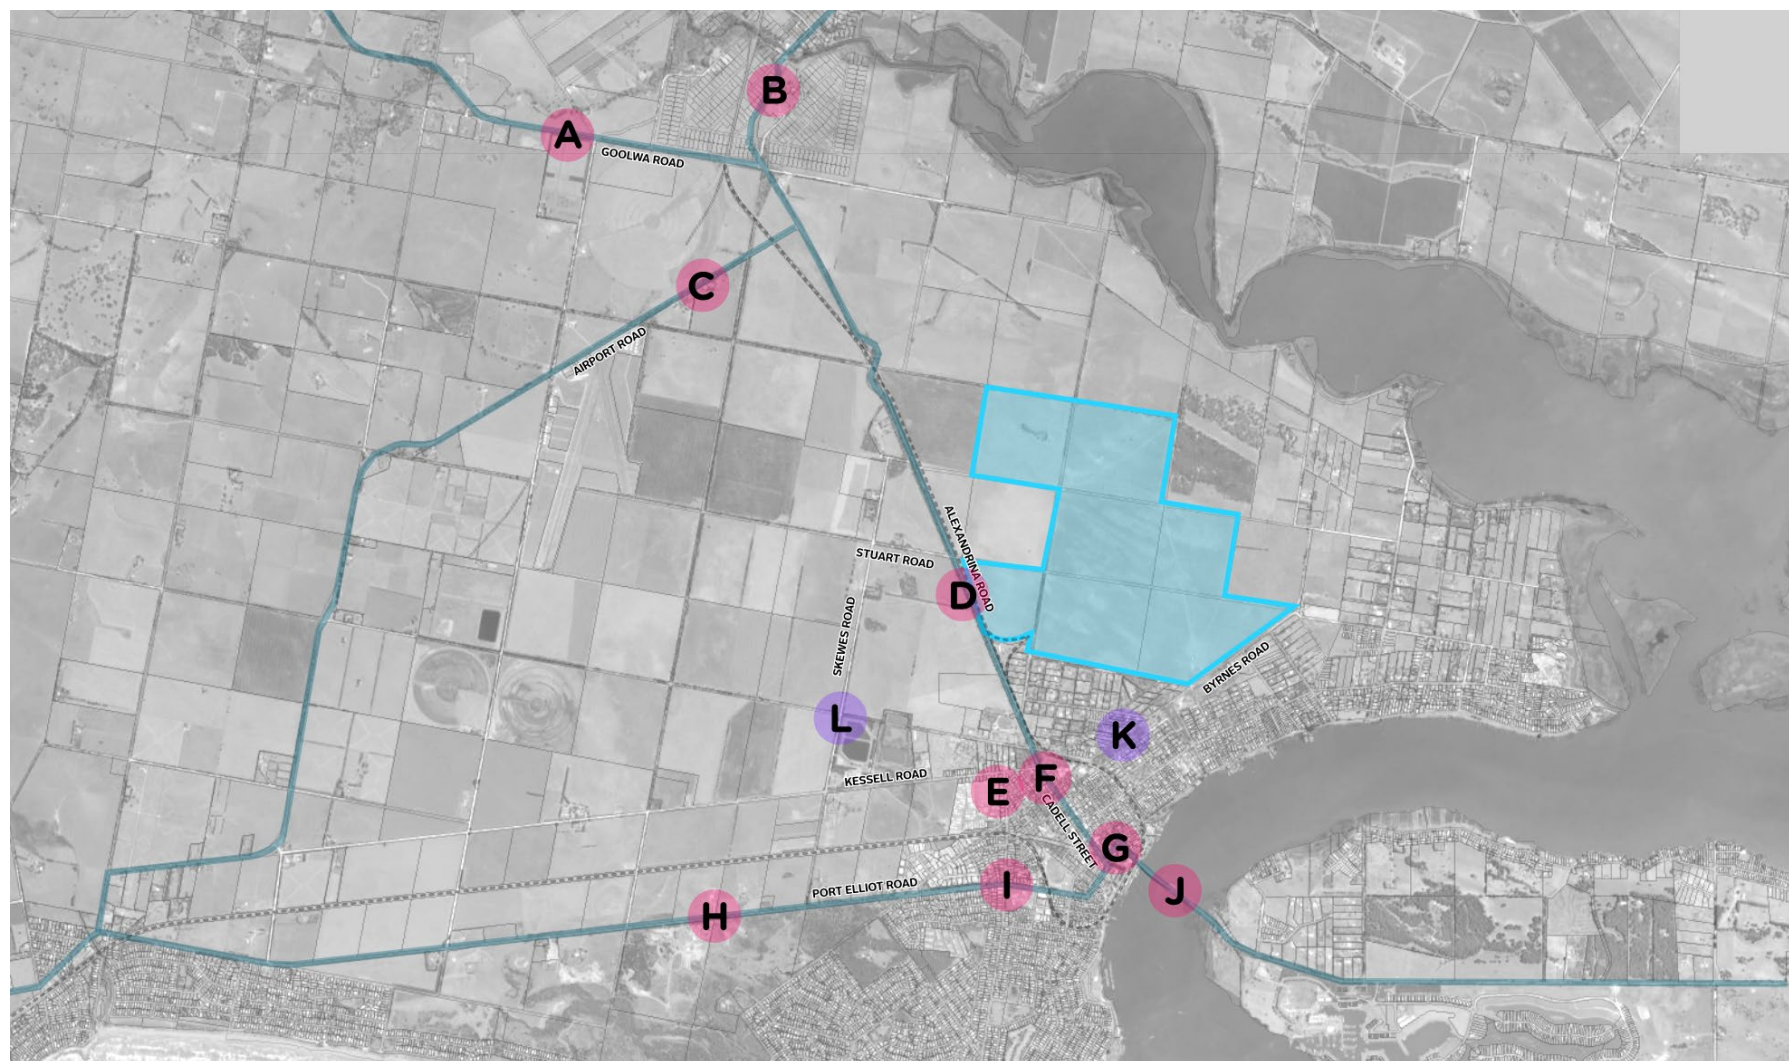 B
A
GOOLWA ROAD
C
AIRPORT ROAD
ALEXANDRINA ROAD
STUART ROAD
D
SKEWES ROAD
BYRNES ROAD
L
K
KESSELL ROAD
E
F
CADELL STREET
G
PORT ELLIOT ROAD
I
J
H